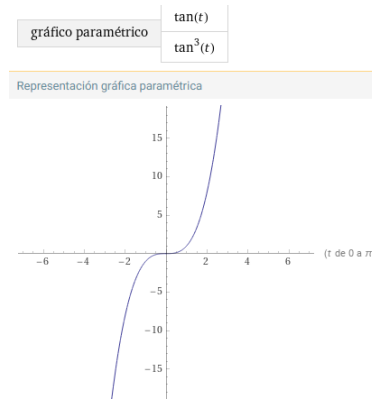 gráfico paramétrico
tan(t)
tan³(t)
Representación gráfica paramétrica
15
10
5
−6 −4 −2 2 4 6
(t de 0 a π
−5
−10
−15